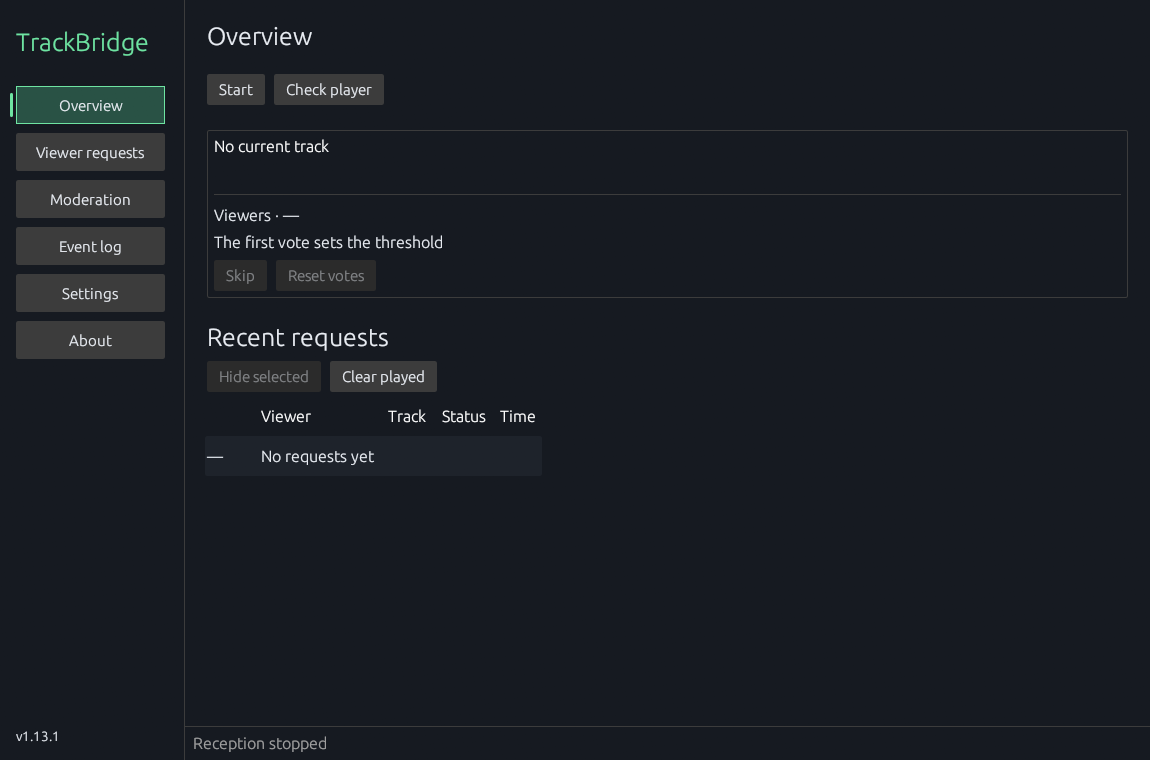 TrackBridge
Overview
Viewer requests
Moderation
Event log
Settings
About
v1.13.1
Overview
Start Check player
No current track
Viewers · —
The first vote sets the threshold
Skip Reset votes
Recent requests
Hide selected Clear played
Viewer Track Status Time
— No requests yet
Reception stopped